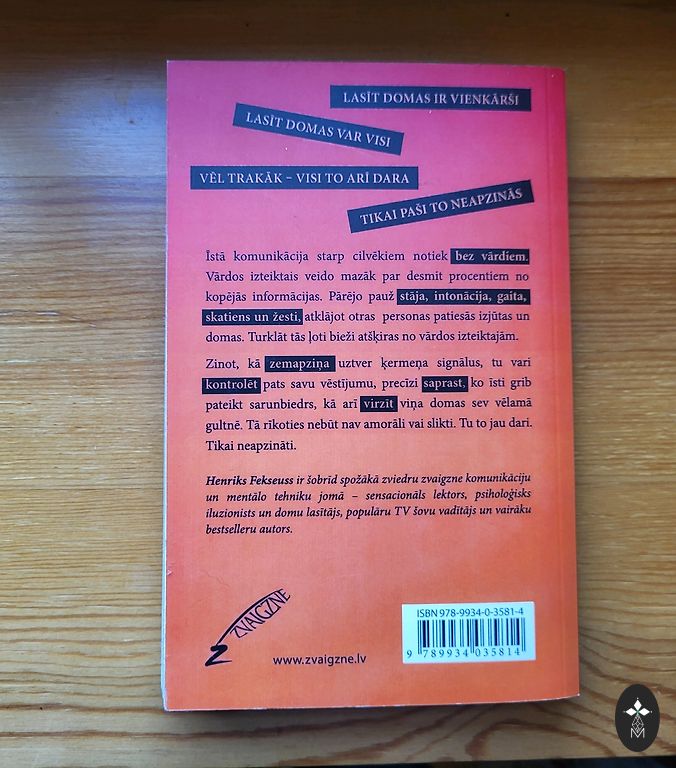 LASĪT DOMAS IR VIENKĀRŠI
LASĪT DOMAS VAR VISI
VĒL TRAKĀK – VISI TO ARĪ DARA
TIKAI PAŠI TO NEAPZINĀS
Īstā komunikācija starp cilvēkiem notiek bez vārdiem.
Vārdos izteiktais veido mazāk par desmit procentiem no
kopējās informācijas. Pārējo pauž stāja, intonācija, gaita,
skatiens un žesti, atklājot otras personas patiesās izjūtas un
domas. Turklāt tās ļoti bieži atšķiras no vārdos izteiktajām.
Zinot, kā zemapziņa uztver ķermeņa signālus, tu vari
kontrolēt pats savu vēstījumu, precīzi saprast, ko īsti grib
pateikt sarunbiedrs, kā arī virzīt viņa domas sev vēlamā
gultnē. Tā rīkoties nebūt nav amorāli vai slikti. Tu to jau dari.
Tikai neapzināti.
Henriks Fekseuss ir šobrīd spožākā zviedru zvaigzne komunikāciju
un mentālo tehniku jomā – sensacionāls lektors, psiholoģisks
iluzionists un domu lasītājs, populāru TV šovu vadītājs un vairāku
bestselleru autors.
ZVAIGZNE
www.zvaigzne.lv
ISBN 978-9934-0-3581-4
9 789934 035814
M